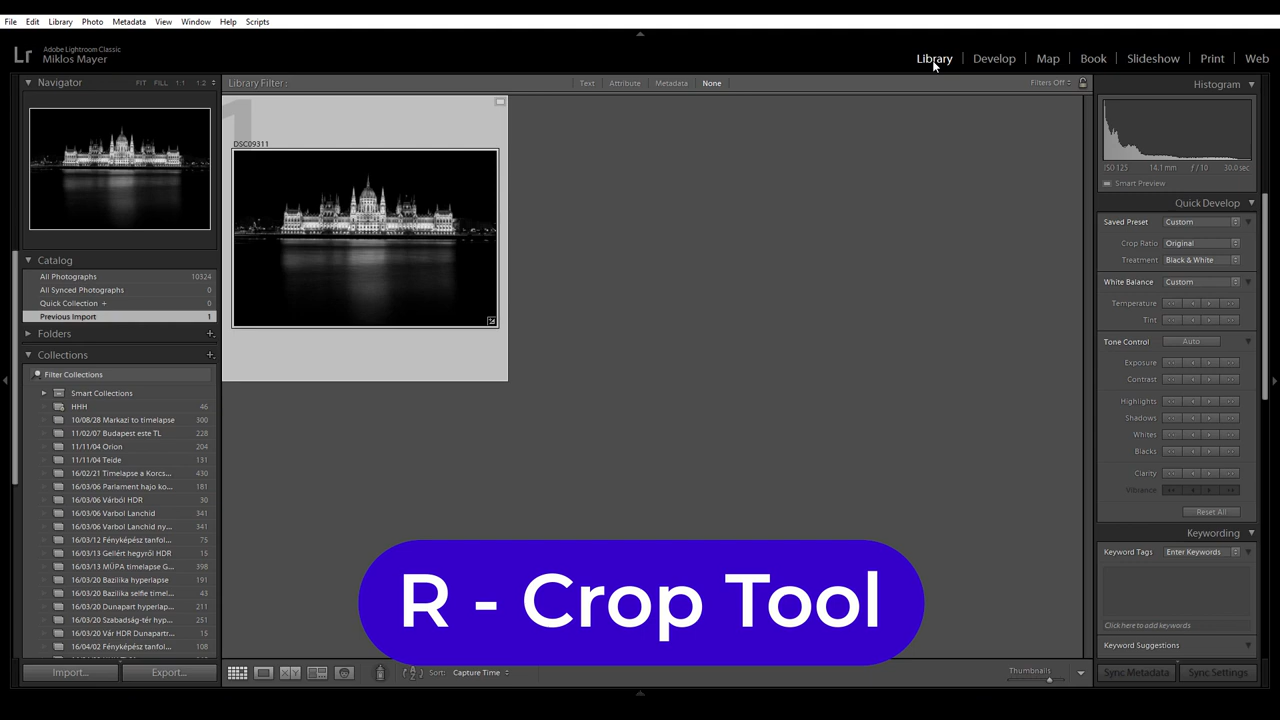 File Edit Library Photo Metadata View Window Help Scripts
Lr
Adobe Lightroom Classic
Miklos Mayer
Library | Develop | Map | Book | Slideshow | Print | Web
Navigator FIT FILL 1:1 1:2
Catalog
All Photographs 10324
All Synced Photographs 0
Quick Collection + 0
Previous Import 1
Folders +
Collections +
Filter Collections
Smart Collections
HHH 46
10/08/28 Markazi to timelapse 300
11/02/07 Budapest este TL 228
11/11/04 Orion 204
11/11/04 Teide 131
16/02/21 Timelapse a Korcs... 430
16/03/06 Parlament hajo ko... 181
16/03/06 Várból HDR 30
16/03/06 Varbol Lanchid 341
16/03/06 Varbol Lanchid ny... 341
16/03/12 Fényképész tanfol... 75
16/03/13 Gellért hegyről HDR 15
16/03/13 MÜPA timelapse G... 398
16/03/20 Bazilika hyperlapse 191
16/03/20 Bazilika selfie timel... 43
16/03/20 Dunapart hyperlap... 211
16/03/20 Szabadság-tér hyp... 251
16/03/20 Vár HDR Dunapartr... 15
16/04/02 Fényképész tanfol... 108
Import... Export...
Library Filter : Text Attribute Metadata None Filters Off
1
DSC09311
R - Crop Tool
Sort: Capture Time
Thumbnails
Histogram
ISO 125 14.1 mm f / 10 30.0 sec
Smart Preview
Quick Develop
Saved Preset Custom
Crop Ratio Original
Treatment Black & White
White Balance Custom
Temperature
Tint
Tone Control Auto
Exposure
Contrast
Highlights
Shadows
Whites
Blacks
Clarity
Vibrance
Reset All
Keywording
Keyword Tags Enter Keywords
Click here to add keywords
Keyword Suggestions
Sync Metadata Sync Settings